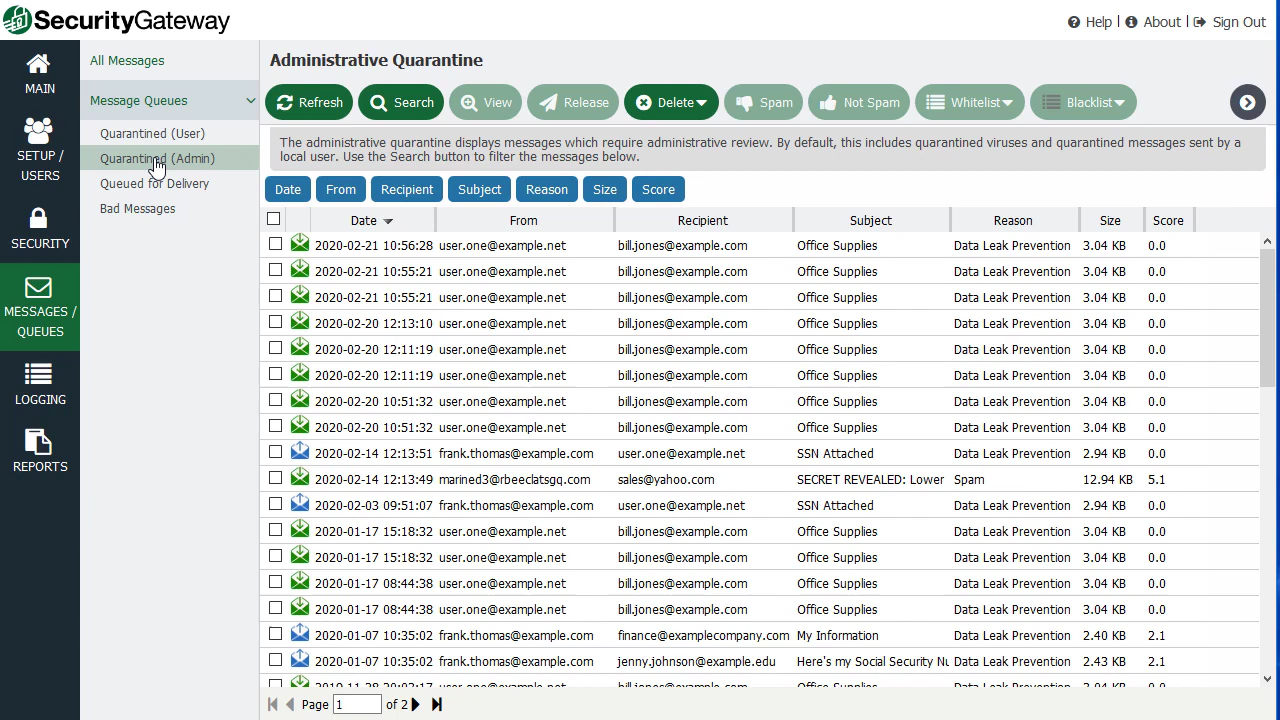 SecurityGateway
Help | About | Sign Out
MAIN
SETUP /
USERS
SECURITY
MESSAGES /
QUEUES
LOGGING
REPORTS
All Messages
Message Queues
Quarantined (User)
Quarantined (Admin)
Queued for Delivery
Bad Messages
Administrative Quarantine
Refresh Search View Release Delete Spam Not Spam Whitelist Blacklist
The administrative quarantine displays messages which require administrative review. By default, this includes quarantined viruses and quarantined messages sent by a
local user. Use the Search button to filter the messages below.
Date From Recipient Subject Reason Size Score
Date From Recipient Subject Reason Size Score
2020-02-21 10:56:28 user.one@example.net bill.jones@example.com Office Supplies Data Leak Prevention 3.04 KB 0.0
2020-02-21 10:55:21 user.one@example.net bill.jones@example.com Office Supplies Data Leak Prevention 3.04 KB 0.0
2020-02-21 10:55:21 user.one@example.net bill.jones@example.com Office Supplies Data Leak Prevention 3.04 KB 0.0
2020-02-20 12:13:10 user.one@example.net bill.jones@example.com Office Supplies Data Leak Prevention 3.04 KB 0.0
2020-02-20 12:11:19 user.one@example.net bill.jones@example.com Office Supplies Data Leak Prevention 3.04 KB 0.0
2020-02-20 12:11:19 user.one@example.net bill.jones@example.com Office Supplies Data Leak Prevention 3.04 KB 0.0
2020-02-20 10:51:32 user.one@example.net bill.jones@example.com Office Supplies Data Leak Prevention 3.04 KB 0.0
2020-02-20 10:51:32 user.one@example.net bill.jones@example.com Office Supplies Data Leak Prevention 3.04 KB 0.0
2020-02-14 12:13:51 frank.thomas@example.com user.one@example.net SSN Attached Data Leak Prevention 2.94 KB 0.0
2020-02-14 12:13:49 marined3@rbeeclatsgq.com sales@yahoo.com SECRET REVEALED: Lower Spam 12.94 KB 5.1
2020-02-03 09:51:07 frank.thomas@example.com user.one@example.net SSN Attached Data Leak Prevention 2.94 KB 0.0
2020-01-17 15:18:32 user.one@example.net bill.jones@example.com Office Supplies Data Leak Prevention 3.04 KB 0.0
2020-01-17 15:18:32 user.one@example.net bill.jones@example.com Office Supplies Data Leak Prevention 3.04 KB 0.0
2020-01-17 08:44:38 user.one@example.net bill.jones@example.com Office Supplies Data Leak Prevention 3.04 KB 0.0
2020-01-17 08:44:38 user.one@example.net bill.jones@example.com Office Supplies Data Leak Prevention 3.04 KB 0.0
2020-01-07 10:35:02 frank.thomas@example.com finance@examplecompany.com My Information Data Leak Prevention 2.40 KB 2.1
2020-01-07 10:35:02 frank.thomas@example.com jenny.johnson@example.edu Here's my Social Security Nu Data Leak Prevention 2.43 KB 2.1
user.one@example.net bill.jones@example.com Office Supplies Data Leak Prevention 3.04 KB 0.0
Page 1 of 2